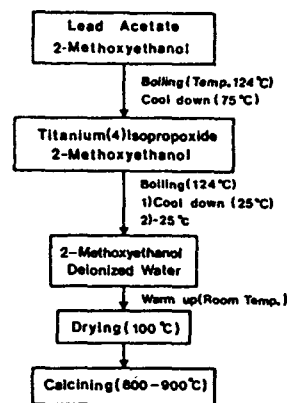 Lead Acetate
2-Methoxyethanol
Boiling(Temp.124°C)
Cool down(75°C)
Titanium(4)Isopropoxide
2-Methoxyethanol
Boiling(124°C)
1)Cool down(25°C)
2)-25°C
2-Methoxyethanol
Deionized Water
Warm up(Room Temp.)
Drying(100°C)
Calcining(800-900°C)